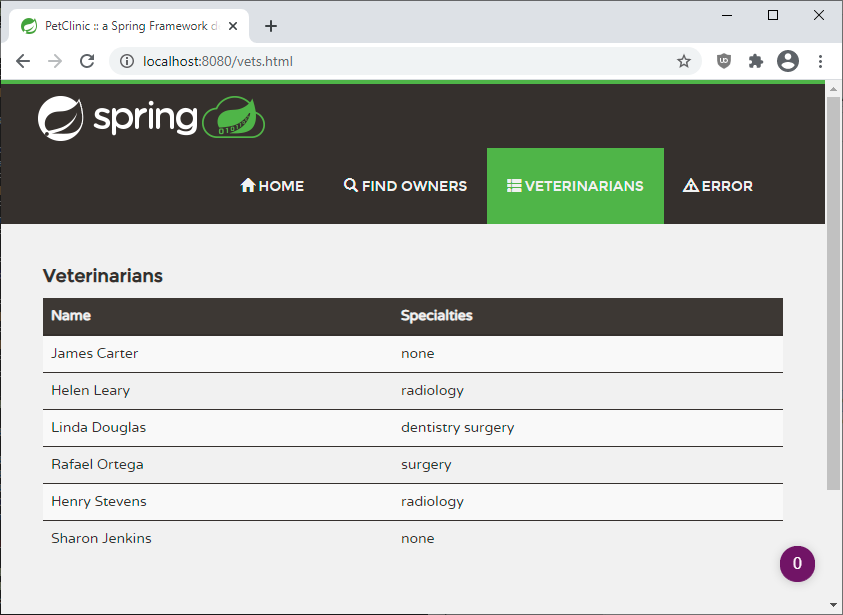 PetClinic :: a Spring Framework d
localhost:8080/vets.html
spring
HOME FIND OWNERS VETERINARIANS ERROR
Veterinarians
Name Specialties
James Carter none
Helen Leary radiology
Linda Douglas dentistry surgery
Rafael Ortega surgery
Henry Stevens radiology
Sharon Jenkins none
0